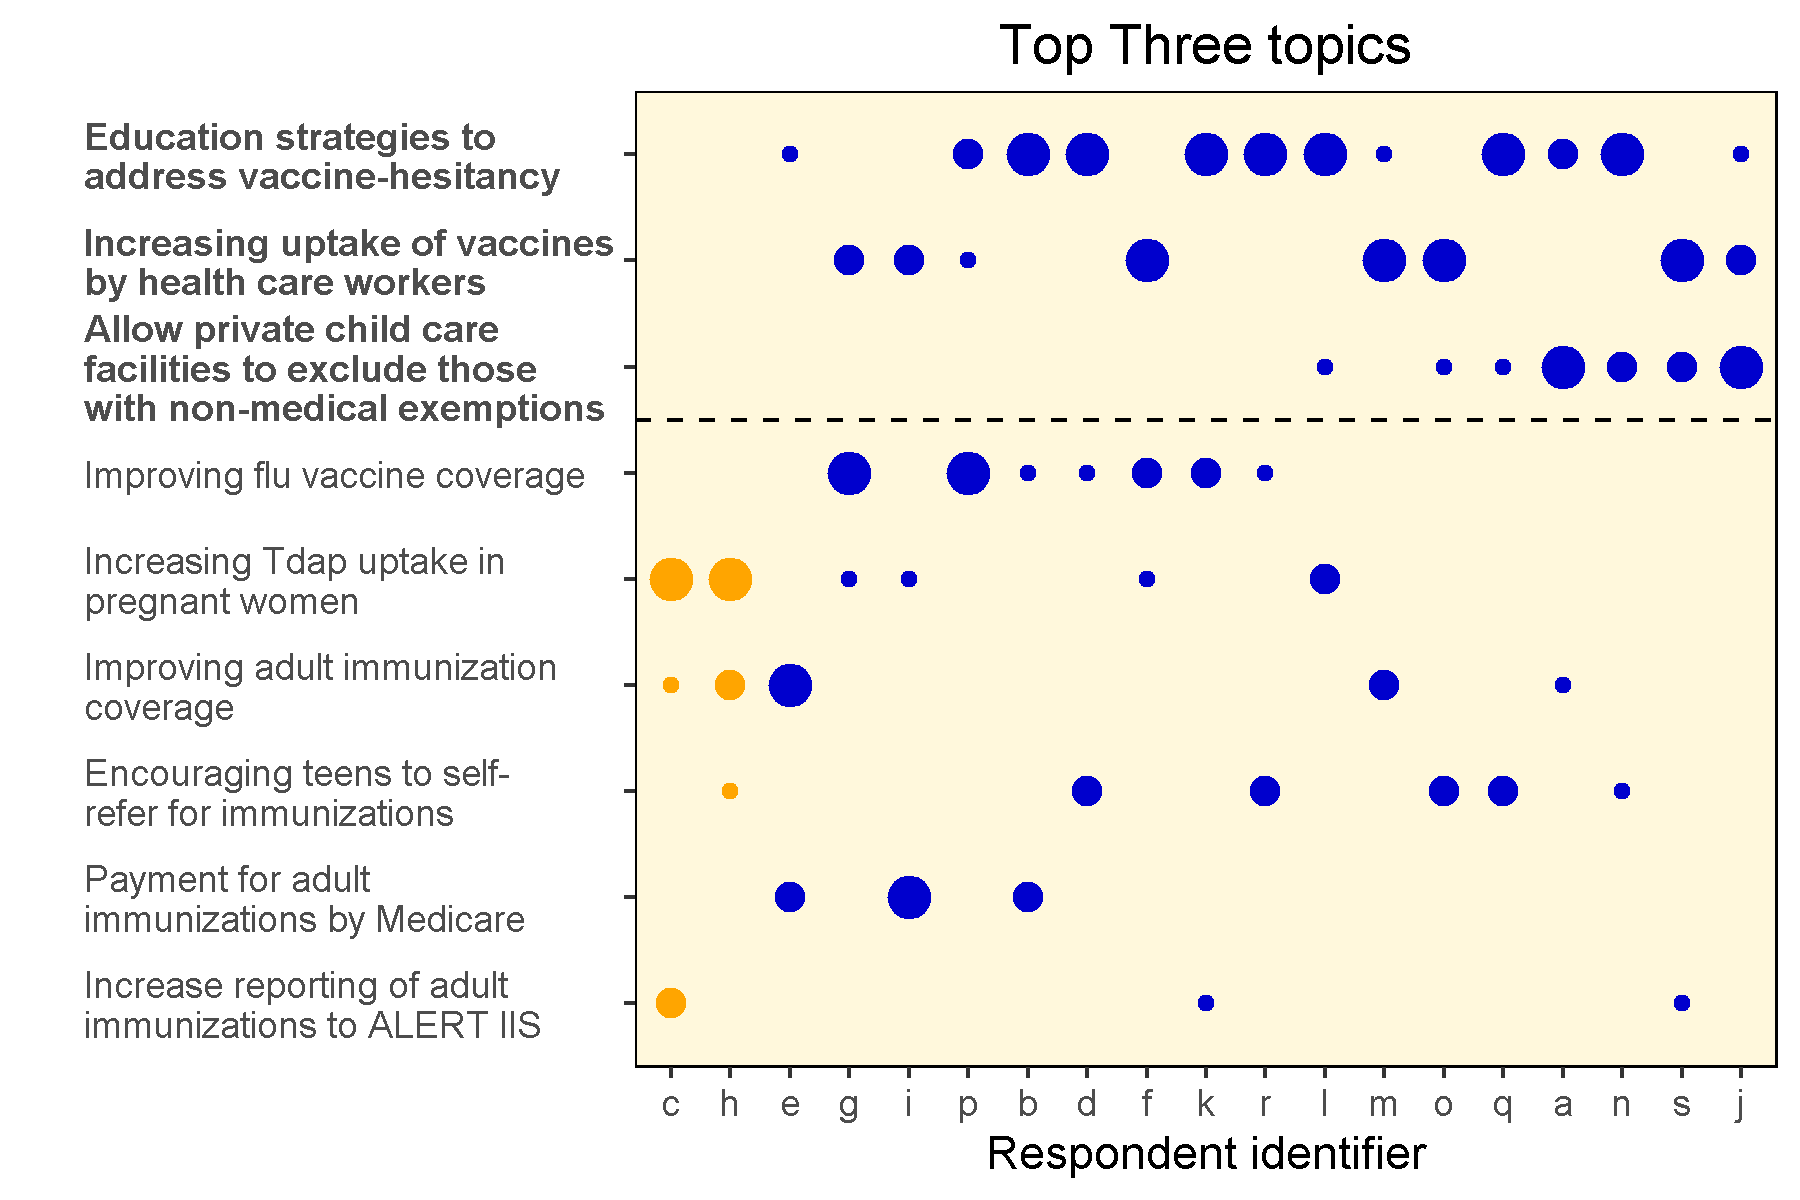 Top Three topics
Education strategies to
address vaccine-hesitancy
Increasing uptake of vaccines
by health care workers
Allow private child care
facilities to exclude those
with non-medical exemptions
Improving flu vaccine coverage
Increasing Tdap uptake in
pregnant women
Improving adult immunization
coverage
Encouraging teens to self-
refer for immunizations
Payment for adult
immunizations by Medicare
Increase reporting of adult
immunizations to ALERT IIS
c h e g i p b d f k r l m o q a n s j
Respondent identifier